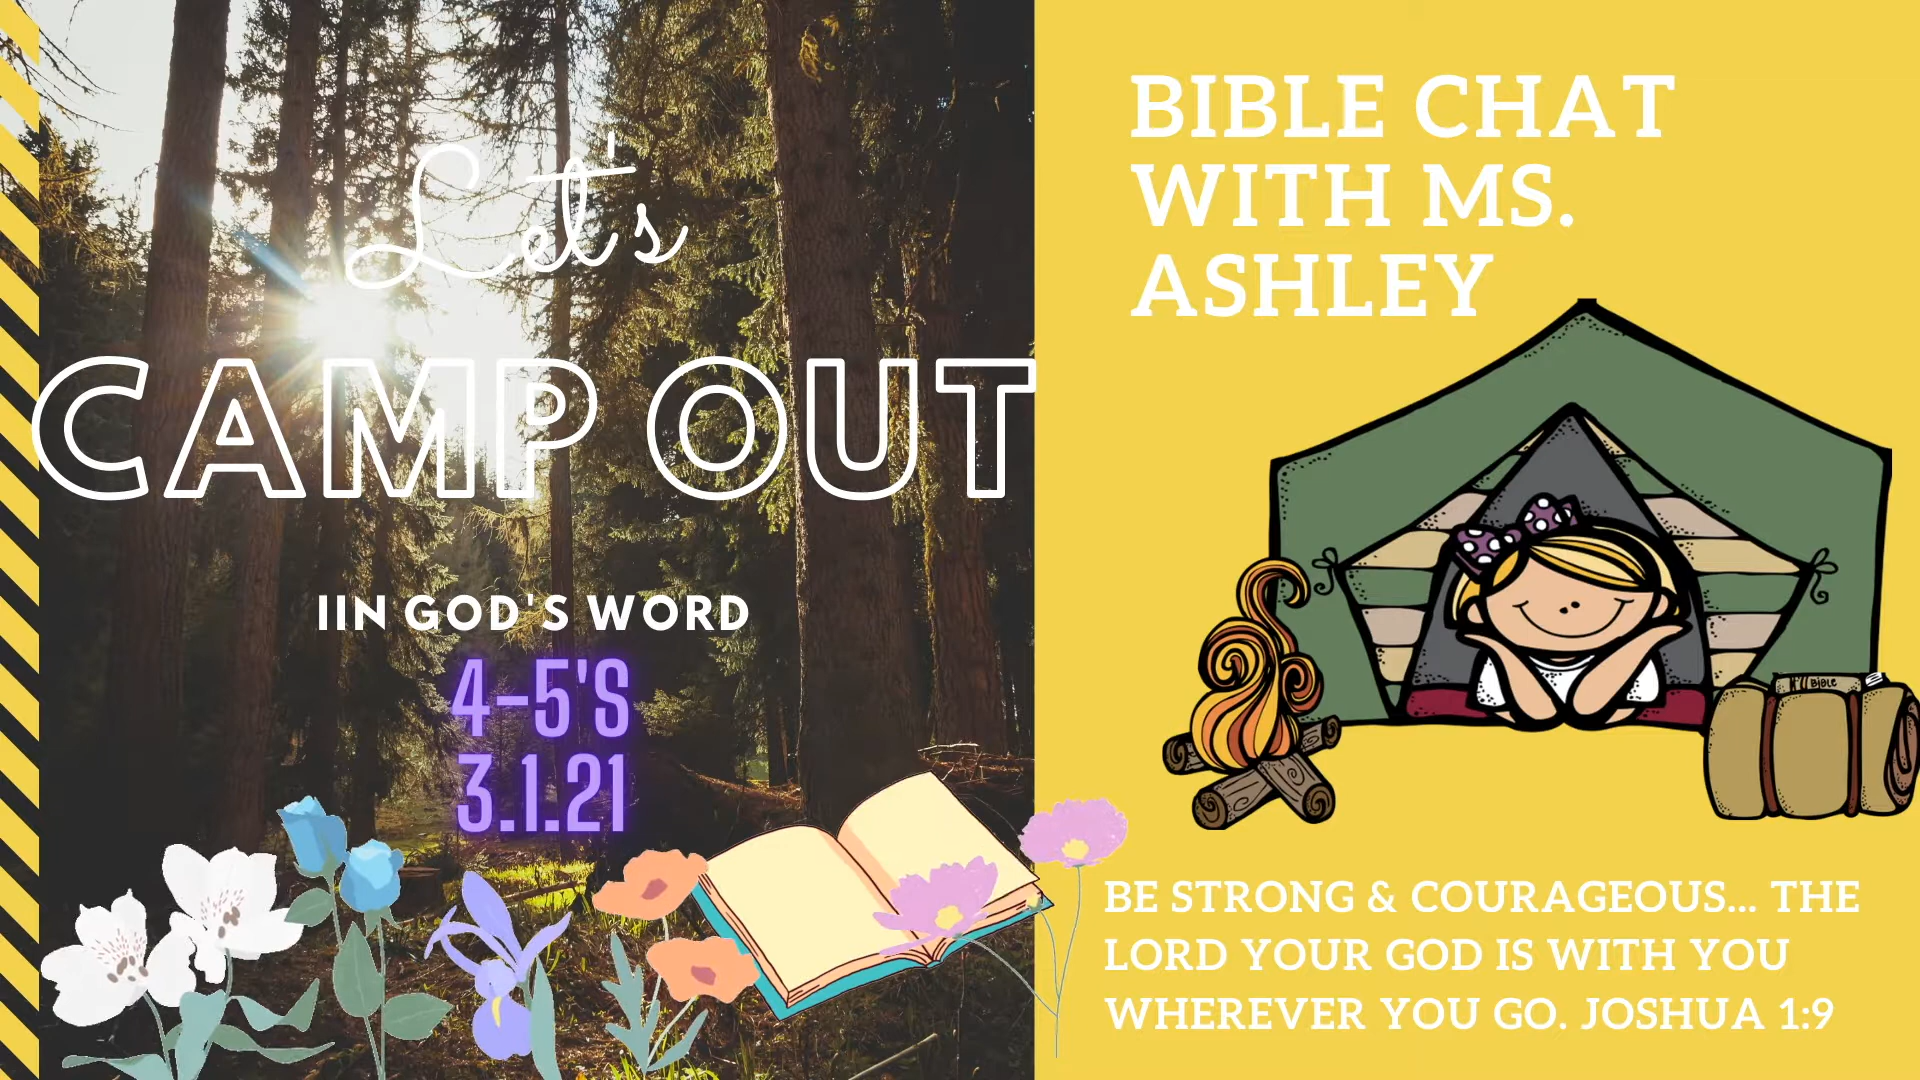 Let's
CAMP OUT
IIN GOD'S WORD
4-5'S
3.1.21
BIBLE CHAT
WITH MS.
ASHLEY
BIBLE
BE STRONG & COURAGEOUS... THE
LORD YOUR GOD IS WITH YOU
WHEREVER YOU GO. JOSHUA 1:9